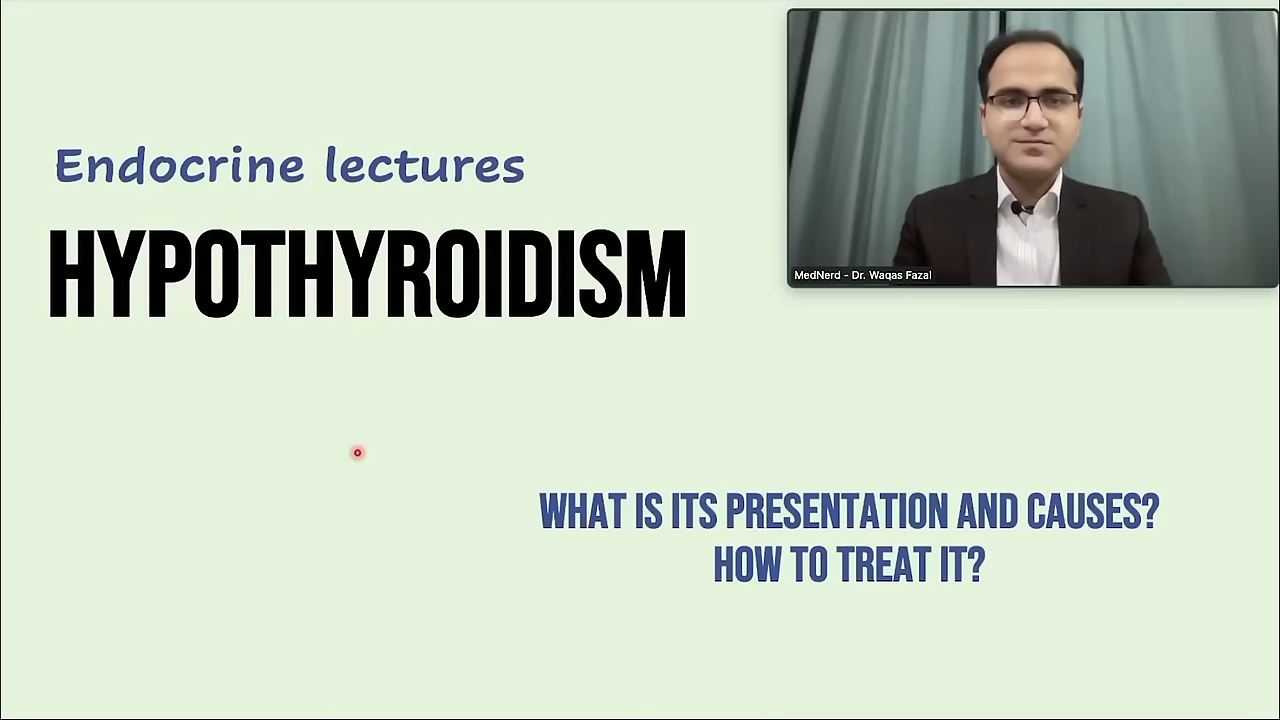 Endocrine lectures
HYPOTHYROIDISM
MedNerd - Dr. Waqas Fazal
WHAT IS ITS PRESENTATION AND CAUSES?
HOW TO TREAT IT?